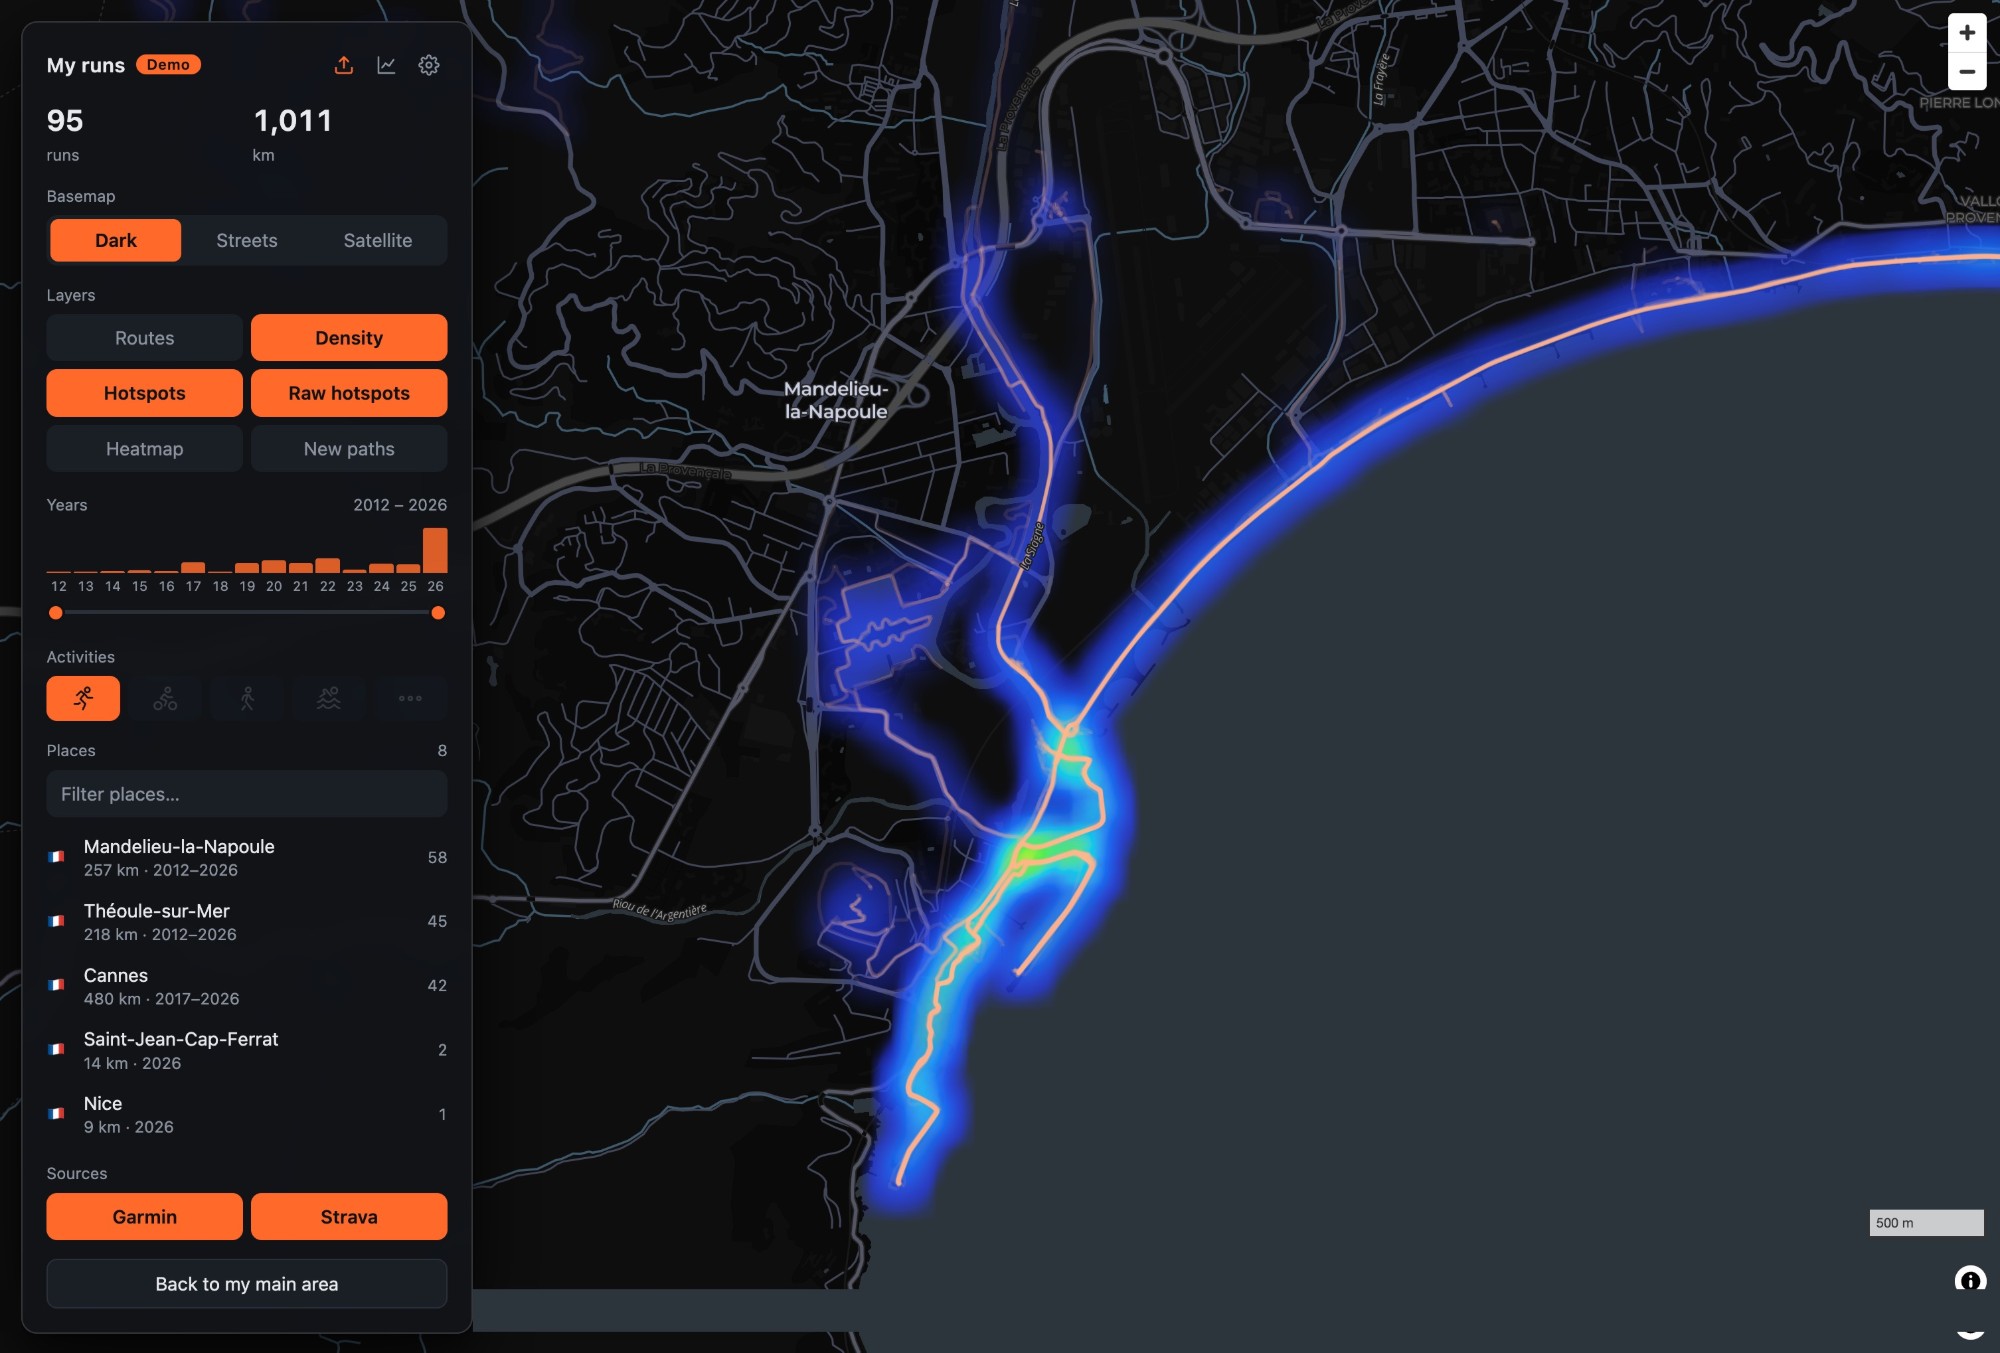 My runs
Demo
95
1,011
runs
km
Basemap
Dark
Streets
Satellite
Layers
Routes
Density
Hotspots
Raw hotspots
Heatmap
New paths
Years
2012 – 2026
12 13 14 15 16 17 18 19 20 21 22 23 24 25 26
Activities
Places
8
Filter places...
Mandelieu-la-Napoule
58
257 km · 2012–2026
Théoule-sur-Mer
45
218 km · 2012–2026
Cannes
42
480 km · 2017–2026
Saint-Jean-Cap-Ferrat
2
14 km · 2026
Nice
1
9 km · 2026
Sources
Garmin
Strava
Back to my main area
La Provençale
La Frayère
PIERRE LON
VALLO
PROVEN
Mandelieu-
la-Napoule
La Provençale
La Siagne
Riou de l'Argentière
500 m